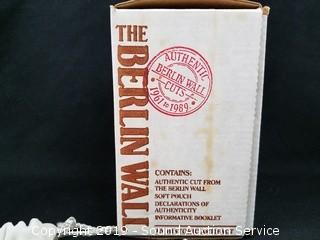 THE
BERLIN WALL
AUTHENTIC
BERLIN WALL
CUTS
1961 to 1989
CONTAINS:
AUTHENTIC CUT FROM
THE BERLIN WALL
SOFT POUCH
DECLARATIONS OF
AUTHENTICITY
INFORMATIVE BOOKLET
Copyright 2019 - Sound Auction Service